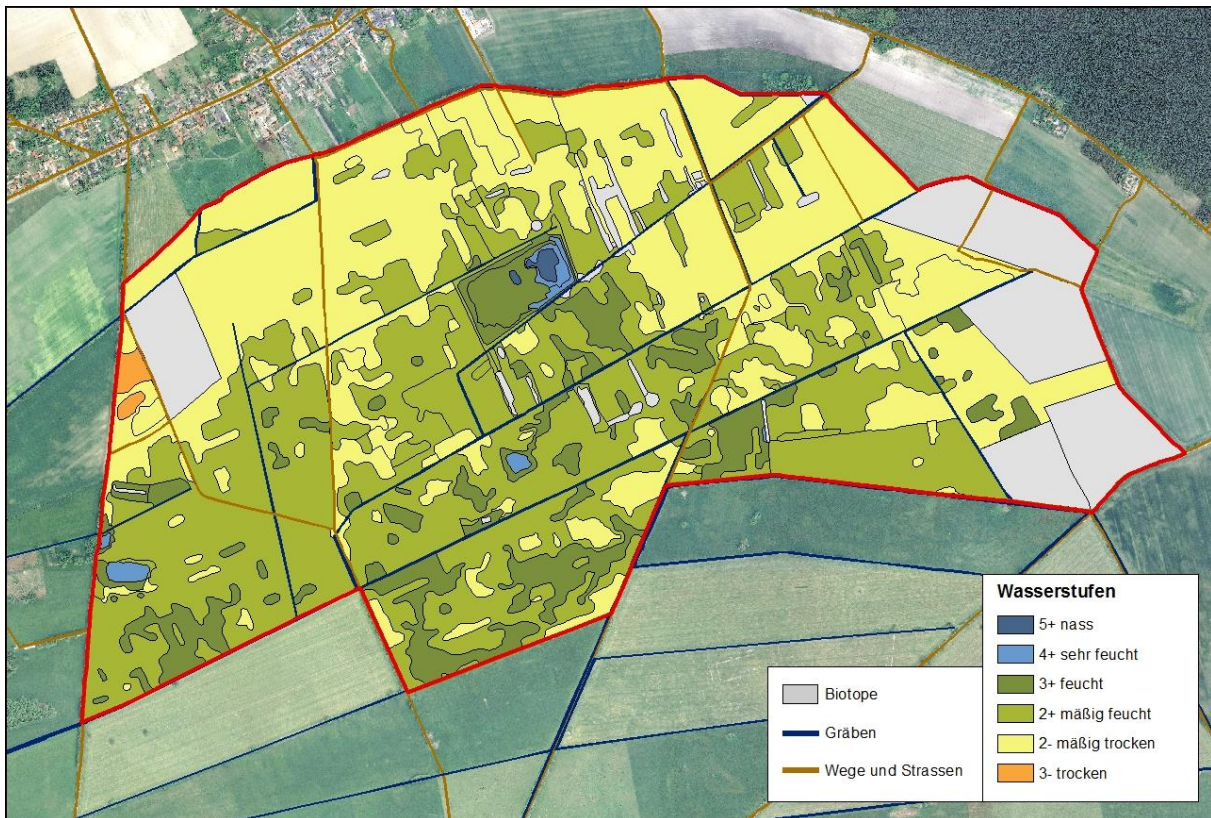 Wasserstufen
5+ nass
4+ sehr feucht
3+ feucht
2+ mäßig feucht
2- mäßig trocken
3- trocken
Biotope
Gräben
Wege und Strassen